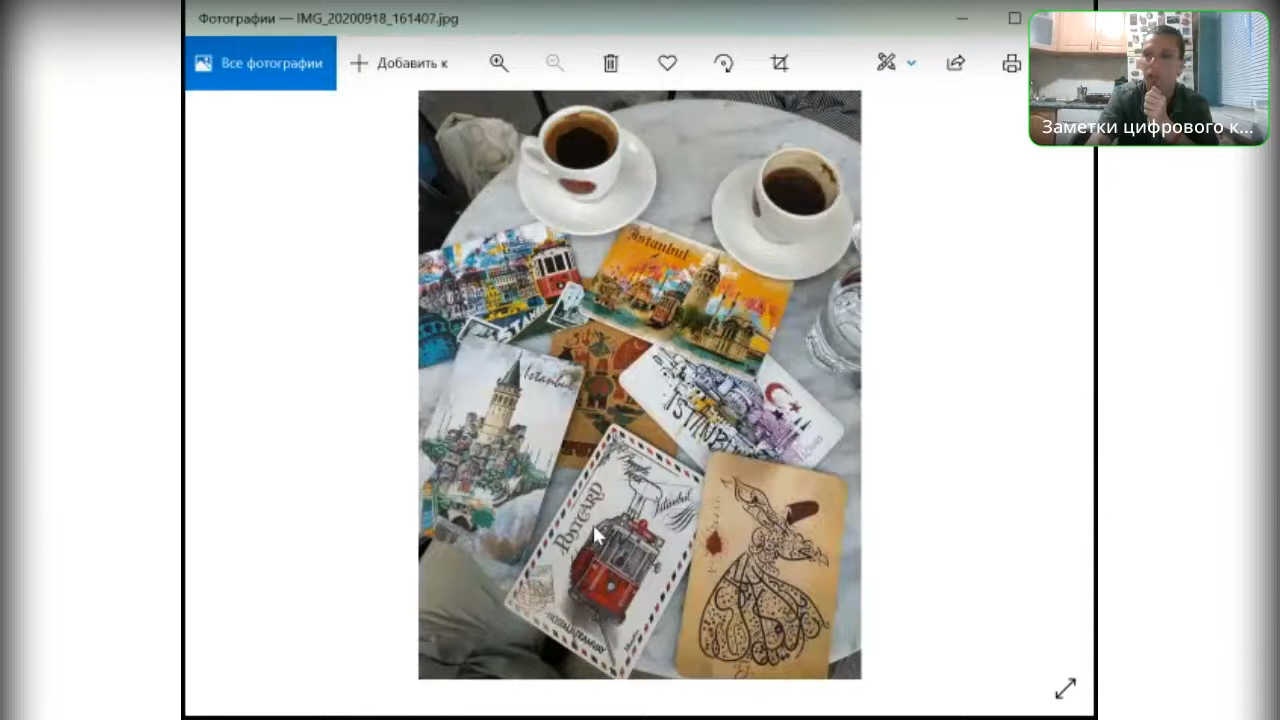 Фотографии — IMG_20200918_161407.jpg
Все фотографии
Добавить к
Заметки цифрового к...
Istanbul
Istanbul
ISTANBUL
POSTCARD
Istanbul